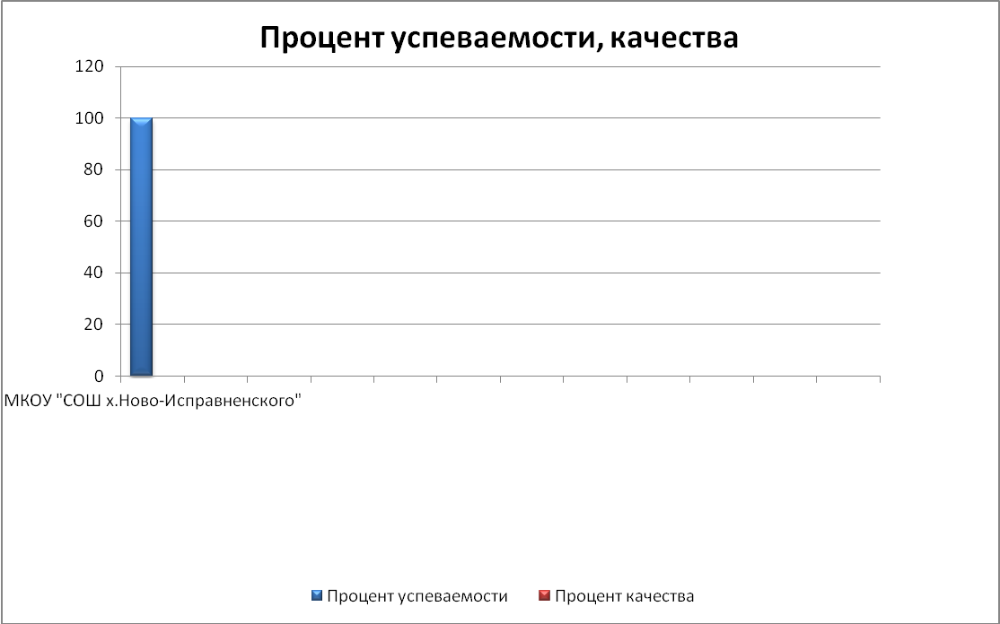 Процент успеваемости, качества
120
100
80
60
40
20
0
МКОУ "СОШ х.Ново-Исправненского"
Процент успеваемости
Процент качества